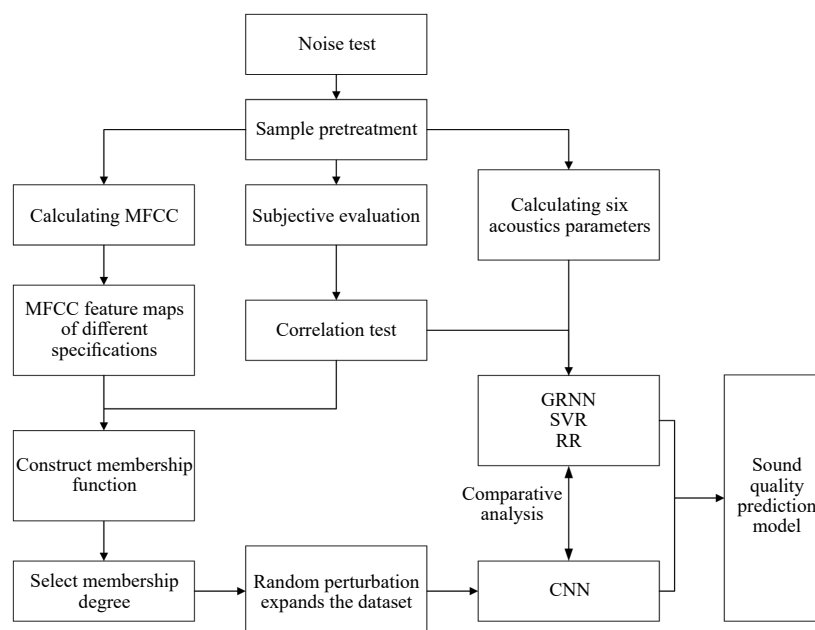 Noise test
Sample pretreatment
Calculating MFCC
Subjective evaluation
Calculating six
acoustics parameters
MFCC feature maps
of different
specifications
Correlation test
GRNN
SVR
RR
Construct membership
function
Comparative
analysis
Sound
quality
prediction
model
Select membership
degree
Random perturbation
expands the dataset
CNN